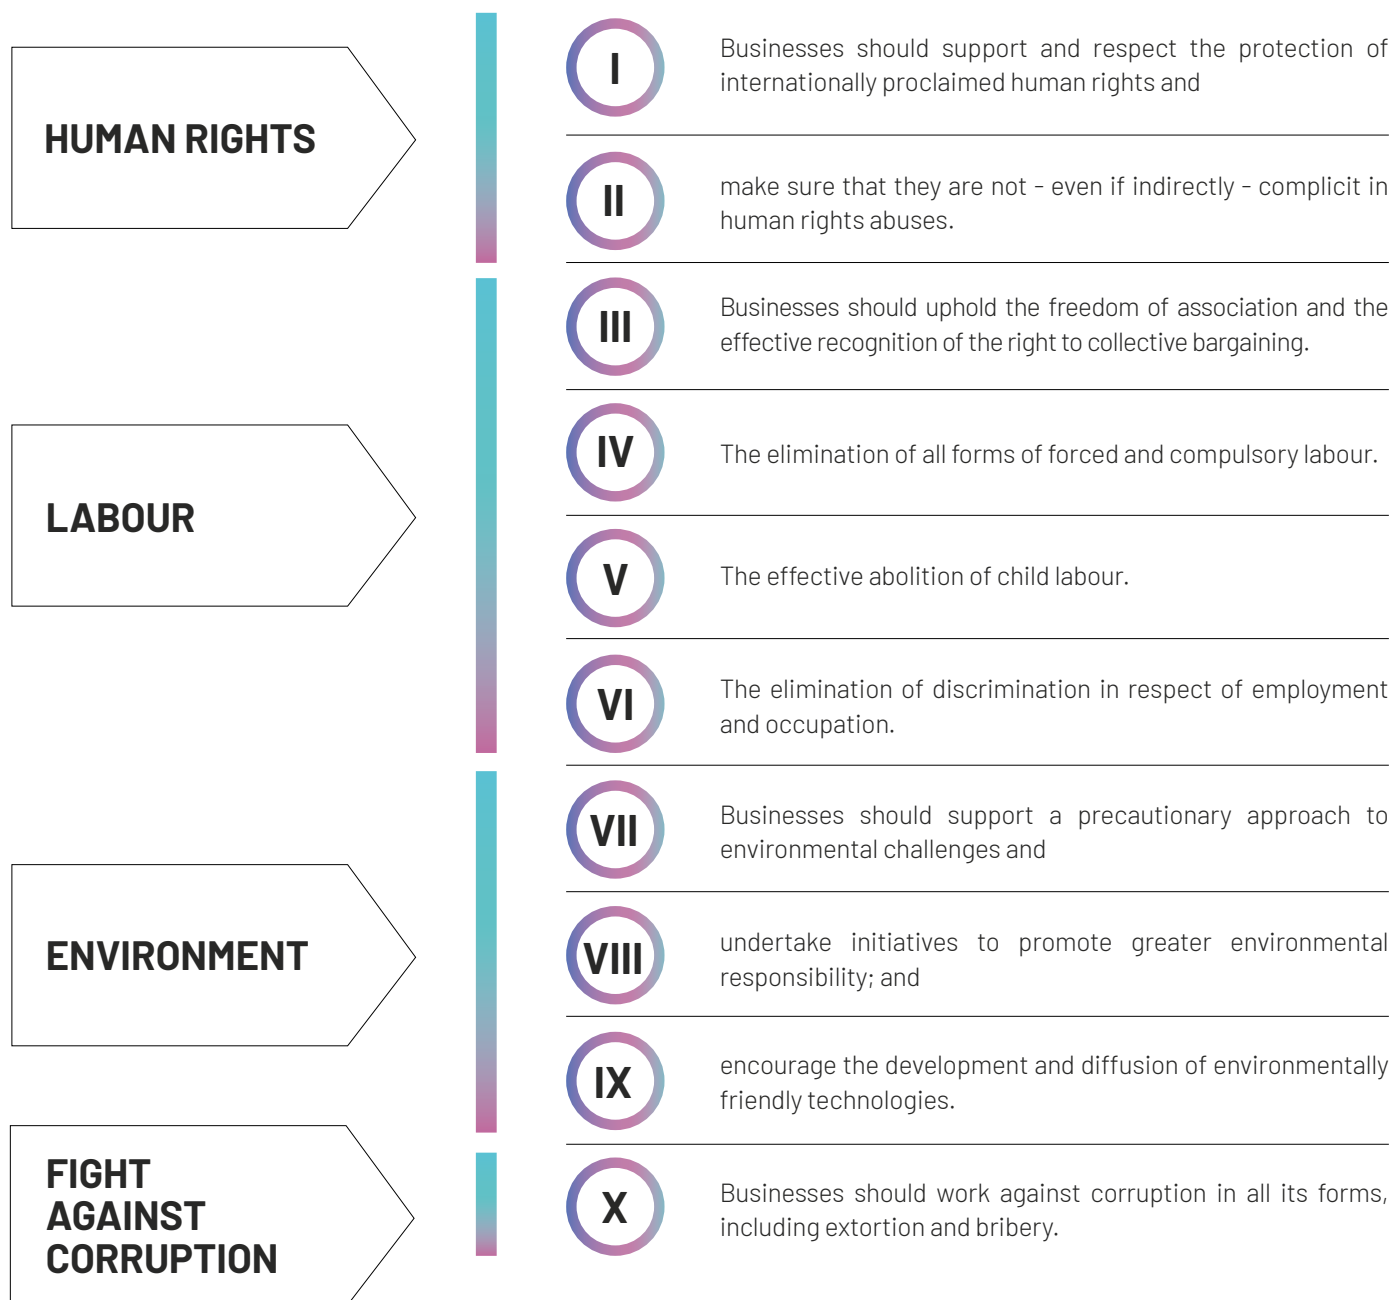 HUMAN RIGHTS
I
Businesses should support and respect the protection of
internationally proclaimed human rights and
II
make sure that they are not - even if indirectly - complicit in
human rights abuses.
LABOUR
III
Businesses should uphold the freedom of association and the
effective recognition of the right to collective bargaining.
IV
The elimination of all forms of forced and compulsory labour.
V
The effective abolition of child labour.
VI
The elimination of discrimination in respect of employment
and occupation.
ENVIRONMENT
VII
Businesses should support a precautionary approach to
environmental challenges and
VIII
undertake initiatives to promote greater environmental
responsibility; and
IX
encourage the development and diffusion of environmentally
friendly technologies.
FIGHT
AGAINST
CORRUPTION
X
Businesses should work against corruption in all its forms,
including extortion and bribery.